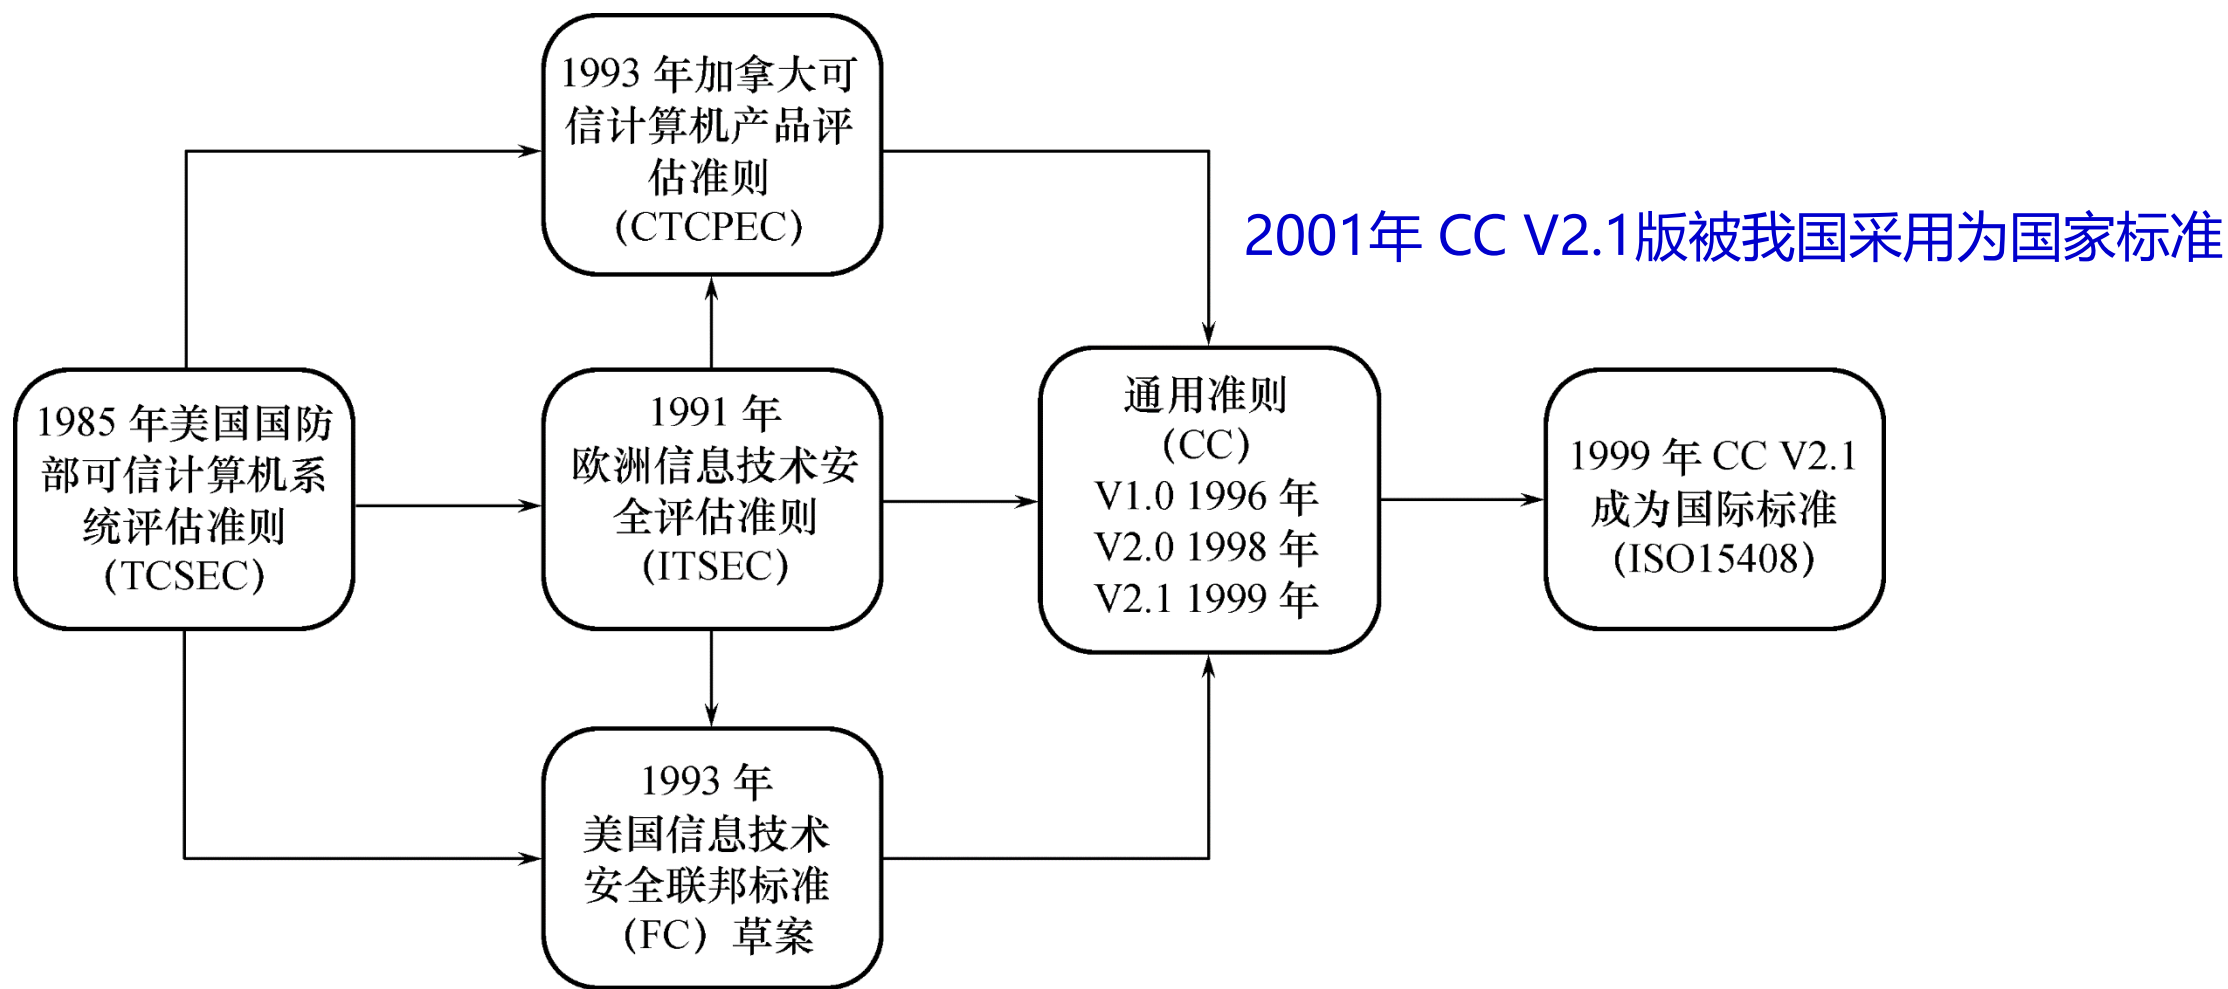 1993 年加拿大可
信计算机产品评
估准则
(CTCPEC)
2001年 CC V2.1版被我国采用为国家标准
1985 年美国国防
部可信计算机系
统评估准则
(TCSEC)
1991 年
欧洲信息技术安
全评估准则
(ITSEC)
通用准则
(CC)
V1.0 1996 年
V2.0 1998 年
V2.1 1999 年
1999 年 CC V2.1
成为国际标准
(ISO15408)
1993 年
美国信息技术
安全联邦标准
(FC) 草案